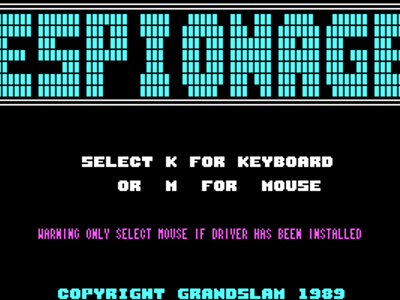 ESPIONAGE
SELECT K FOR KEYBOARD
OR M FOR MOUSE
WARNING ONLY SELECT MOUSE IF DRIVER HAS BEEN INSTALLED
COPYRIGHT GRANDSLAM 1989